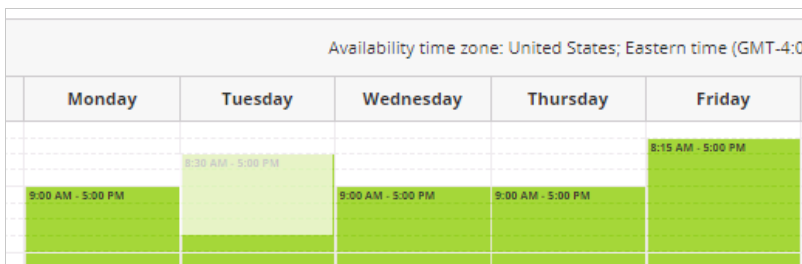 Availability time zone: United States; Eastern time (GMT-4:0
Monday Tuesday Wednesday Thursday Friday
8:15 AM - 5:00 PM
8:30 AM - 5:00 PM
9:00 AM - 5:00 PM 9:00 AM - 5:00 PM 9:00 AM - 5:00 PM